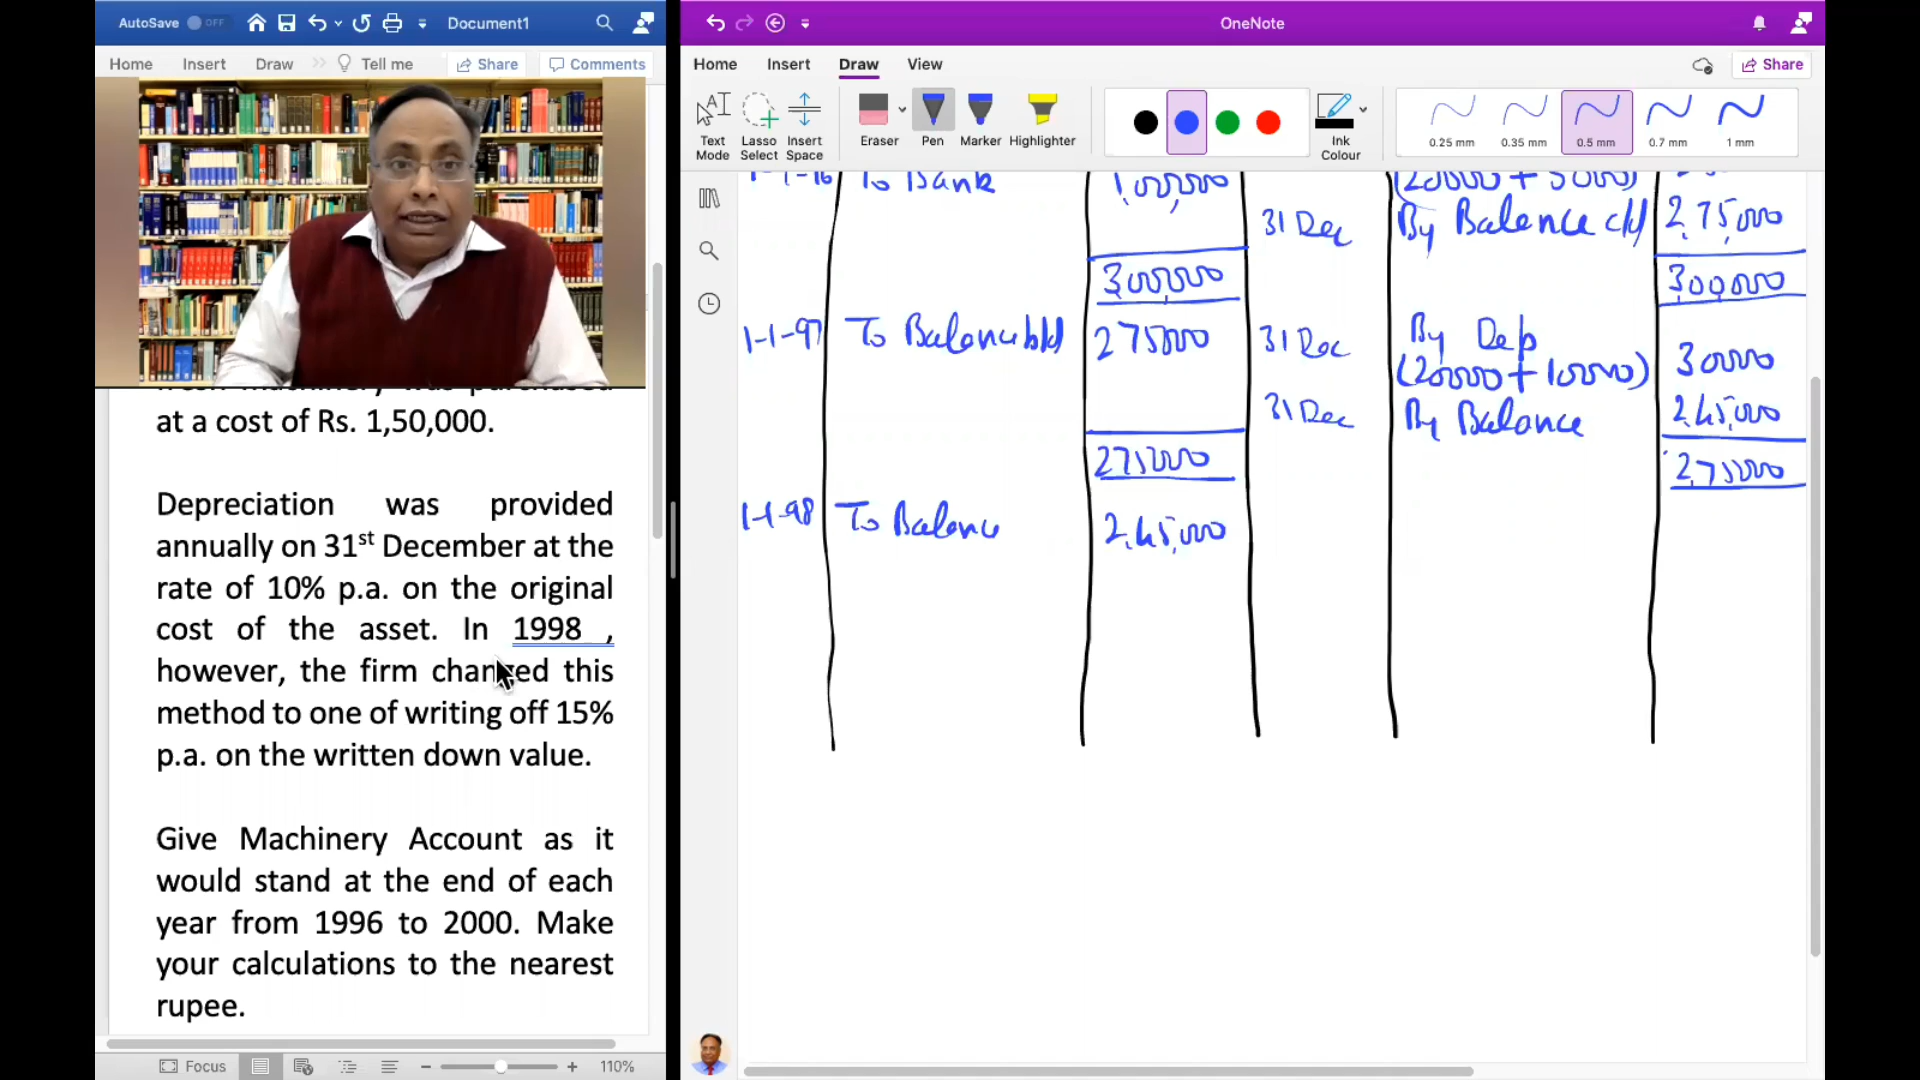 AutoSave OFF
Document1
Home Insert Draw Tell me Share Comments
at a cost of Rs. 1,50,000.
Depreciation was provided
annually on 31st December at the
rate of 10% p.a. on the original
cost of the asset. In 1998 ,
however, the firm changed this
method to one of writing off 15%
p.a. on the written down value.
Give Machinery Account as it
would stand at the end of each
year from 1996 to 2000. Make
your calculations to the nearest
rupee.
Focus 110%
OneNote
Home Insert Draw View Share
Text Mode Lasso Select Insert Space Eraser Pen Marker Highlighter Ink Colour
0.25 mm 0.35 mm 0.5 mm 0.7 mm 1 mm
To Bank 1,00,000 (20000 + 5000)
31 Dec By Balance c/d 2,75,000
3,00,000 3,00,000
1-1-97 To Balance b/d 275000 31 Dec By Dep
(20000 + 10000) 30000
31 Dec By Balance 2,45,000
275000 2,75000
1-1-98 To Balance 2,45,000